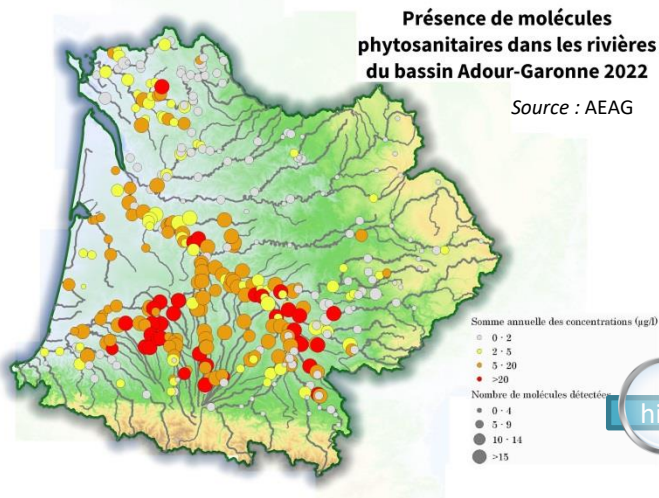 Présence de molécules
phytosanitaires dans les rivières
du bassin Adour-Garonne 2022
Source : AEAG
Somme annuelle des concentrations (µg/l)
0 - 2
2 - 5
5 - 20
>20
Nombre de molécules détectées
0 - 4
5 - 9
10 - 14
>15
hi